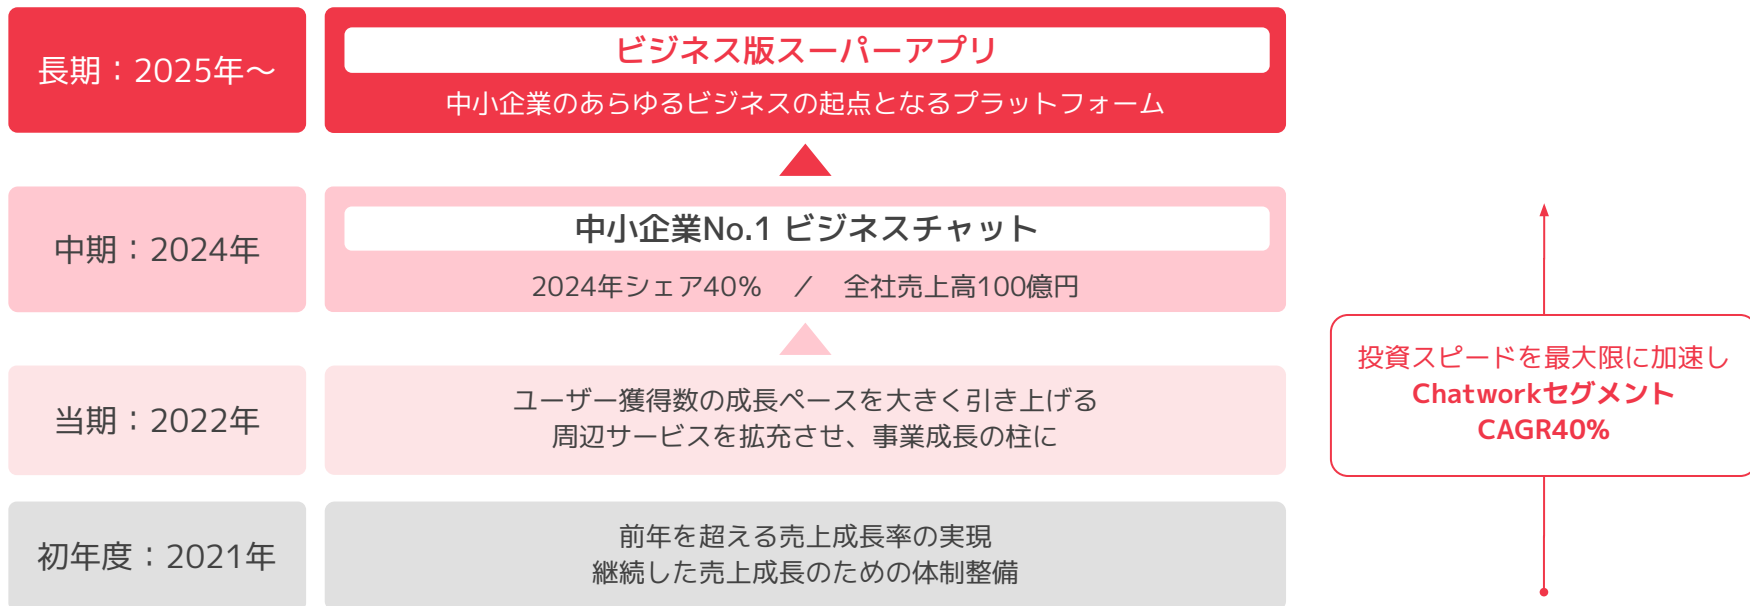 長期：2025年～
ビジネス版スーパーアプリ
中小企業のあらゆるビジネスの起点となるプラットフォーム
中期：2024年
中小企業No.1 ビジネスチャット
2024年シェア40%　／　全社売上高100億円
当期：2022年
ユーザー獲得数の成長ペースを大きく引き上げる
周辺サービスを拡充させ、事業成長の柱に
初年度：2021年
前年を超える売上成長率の実現
継続した売上成長のための体制整備
投資スピードを最大限に加速し
Chatworkセグメント
CAGR40%